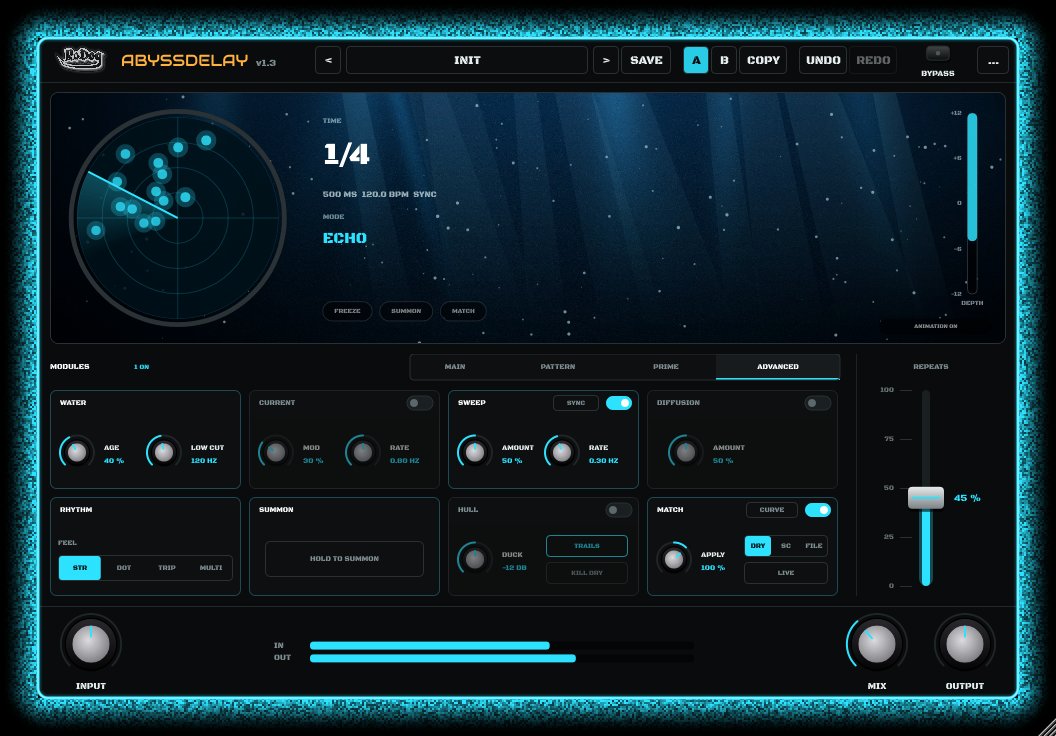 RaDog
ABYSSDELAY v1.3
<
INIT
>
SAVE
A
B
COPY
UNDO
REDO
BYPASS
...
TIME
1/4
500 MS 120.0 BPM SYNC
MODE
ECHO
FREEZE
SUMMON
MATCH
+12
+6
0
-6
-12
DEPTH
ANIMATION ON
MODULES
1 ON
MAIN
PATTERN
PRIME
ADVANCED
REPEATS
WATER
AGE
40 %
LOW CUT
120 HZ
CURRENT
MOD
30 %
RATE
0.80 HZ
SWEEP
SYNC
AMOUNT
50 %
RATE
0.30 HZ
DIFFUSION
AMOUNT
50 %
100
75
50
25
0
45 %
RHYTHM
FEEL
STR
DOT
TRIP
MULTI
SUMMON
HOLD TO SUMMON
HULL
DUCK
-12 DB
TRAILS
KILL DRY
MATCH
CURVE
APPLY
100 %
DRY
SC
FILE
LIVE
INPUT
IN
OUT
MIX
OUTPUT